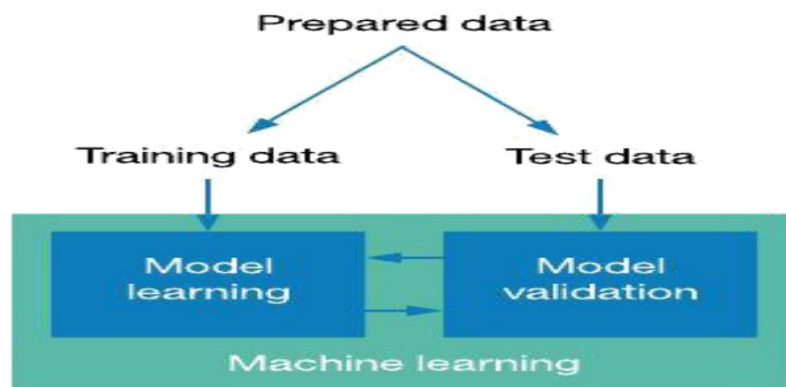 Prepared data
Training data
Test data
Model
learning
Model
validation
Machine learning